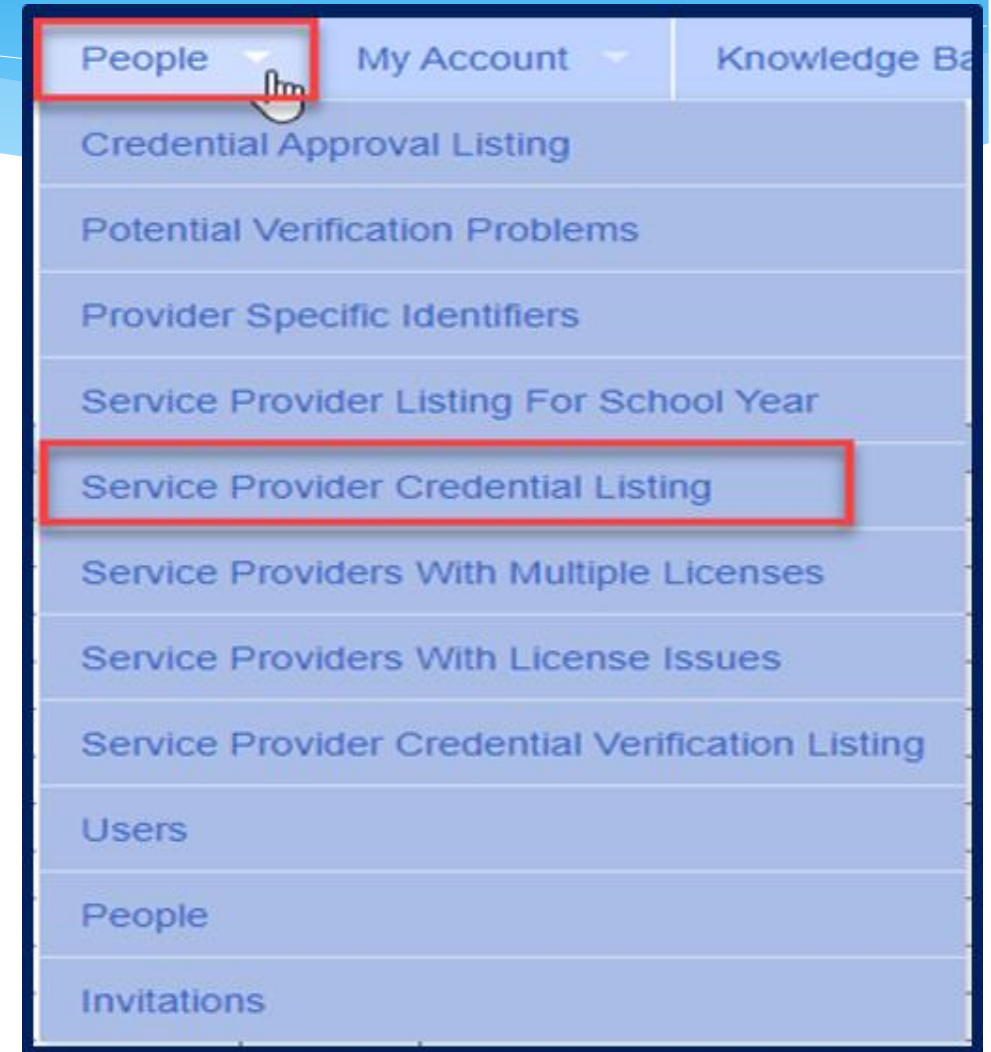 People My Account Knowledge
Credential Approval Listing
Potential Verification Problems
Provider Specific Identifiers
Service Provider Listing For School Year
Service Provider Credential Listing
Service Providers With Multiple Licenses
Service Providers With License Issues
Service Provider Credential Verification Listing
Users
People
Invitations